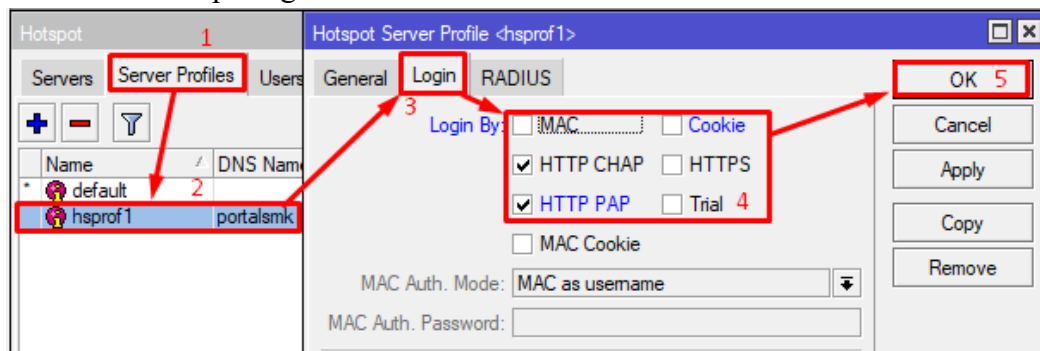 Hotspot
1
Servers Server Profiles Users
Name / DNS Nam
* default 2
hsprof1 portalsmk
Hotspot Server Profile <hsprof1>
General Login RADIUS
3
Login By: MAC Cookie
HTTP CHAP HTTPS
HTTP PAP Trial 4
MAC Cookie
MAC Auth. Mode: MAC as username
MAC Auth. Password:
OK 5
Cancel
Apply
Copy
Remove